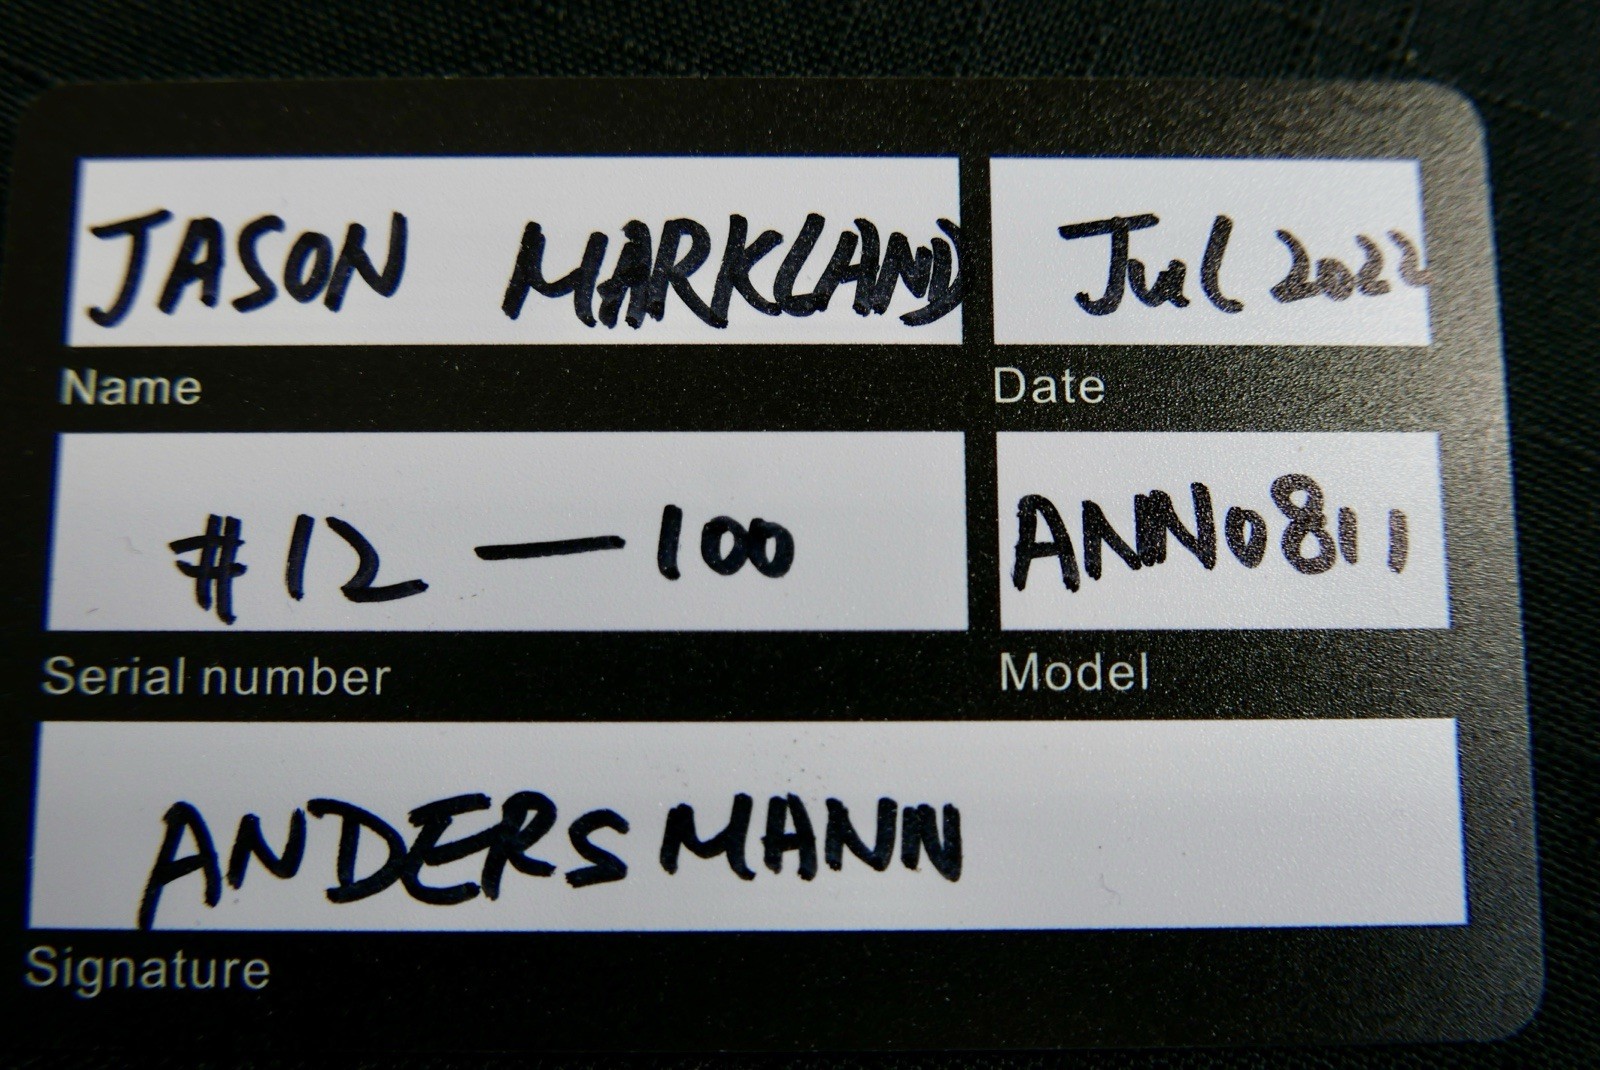 JASON MARKLAND Jul 2022
Name Date
#12-100 ANN0811
Serial number Model
ANDERSMANN
Signature